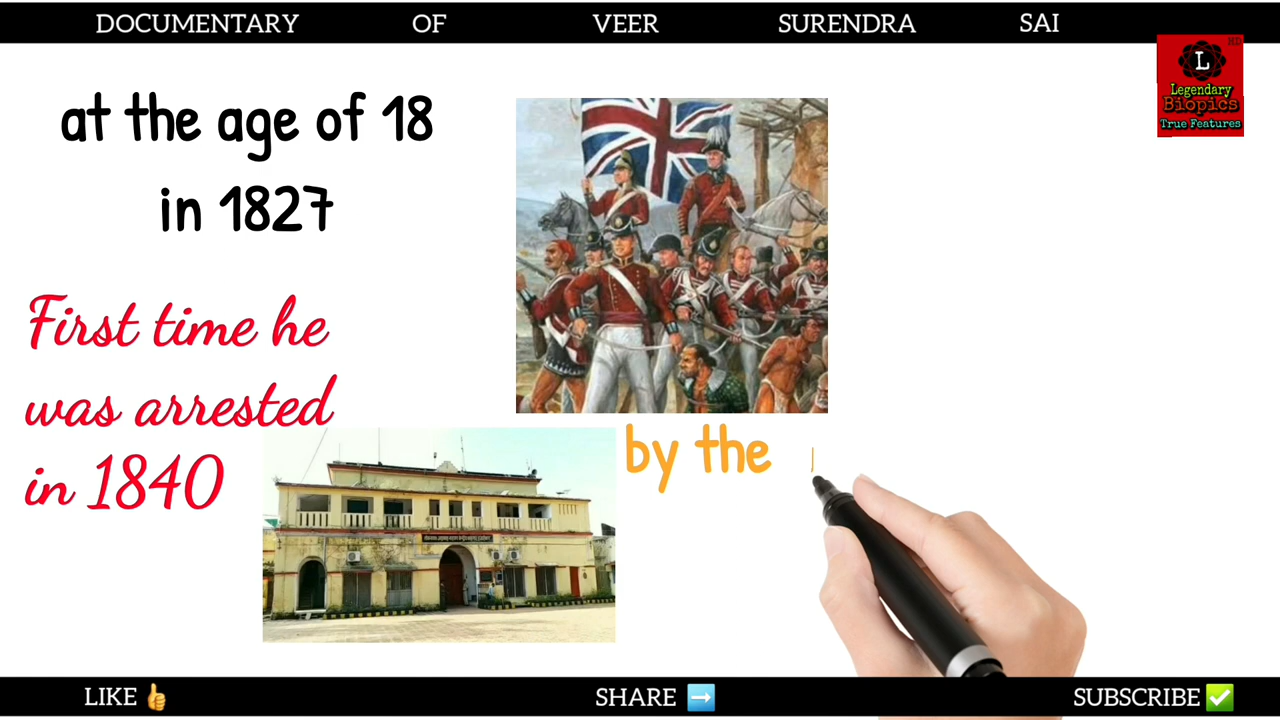 DOCUMENTARY OF VEER SURENDRA SAI
HD
L
Legendary
Biopics
True Features
at the age of 18
in 1827
First time he
was arrested
in 1840
by the
LIKE 👍
SHARE ➡️
SUBSCRIBE ✅